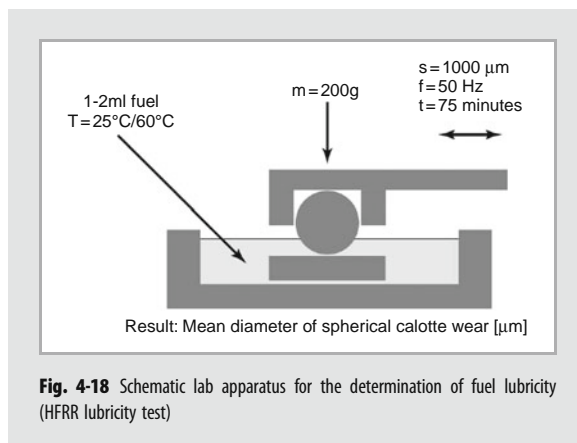 1-2ml fuel
T=25°C/60°C
m=200g
s=1000 μm
f=50 Hz
t=75 minutes
Result: Mean diameter of spherical calotte wear [μm]
Fig. 4-18 Schematic lab apparatus for the determination of fuel lubricity
(HFRR lubricity test)